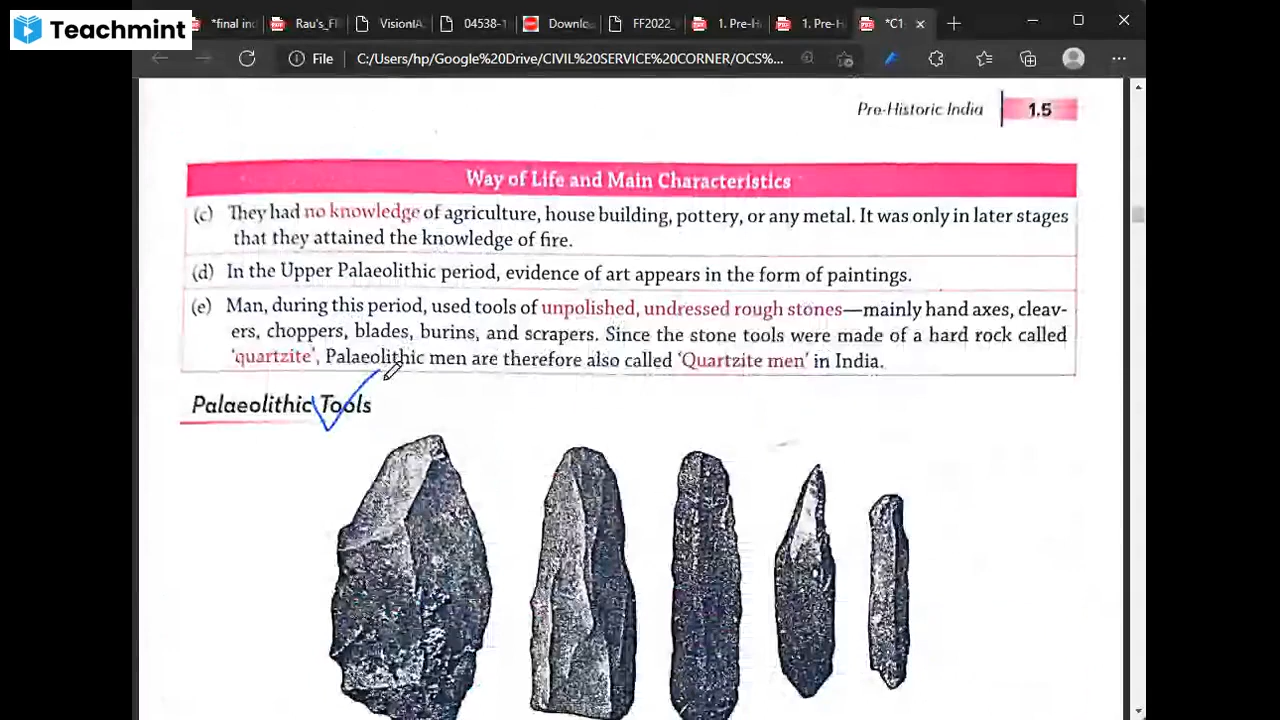 Teachmint
*final in
Rau's_F
VisionIA
04538-1
Downlo
FF2022_
1. Pre-H
1. Pre-H
*C1
File
C:/Users/hp/Google%20Drive/CIVIL%20SERVICE%20CORNER/OCS%...
Pre-Historic India 1.5
Way of Life and Main Characteristics
(c) They had no knowledge of agriculture, house building, pottery, or any metal. It was only in later stages
that they attained the knowledge of fire.
(d) In the Upper Palaeolithic period, evidence of art appears in the form of paintings.
(e) Man, during this period, used tools of unpolished, undressed rough stones—mainly hand axes, cleav-
ers, choppers, blades, burins, and scrapers. Since the stone tools were made of a hard rock called
'quartzite', Palaeolithic men are therefore also called 'Quartzite men' in India.
Palaeolithic Tools